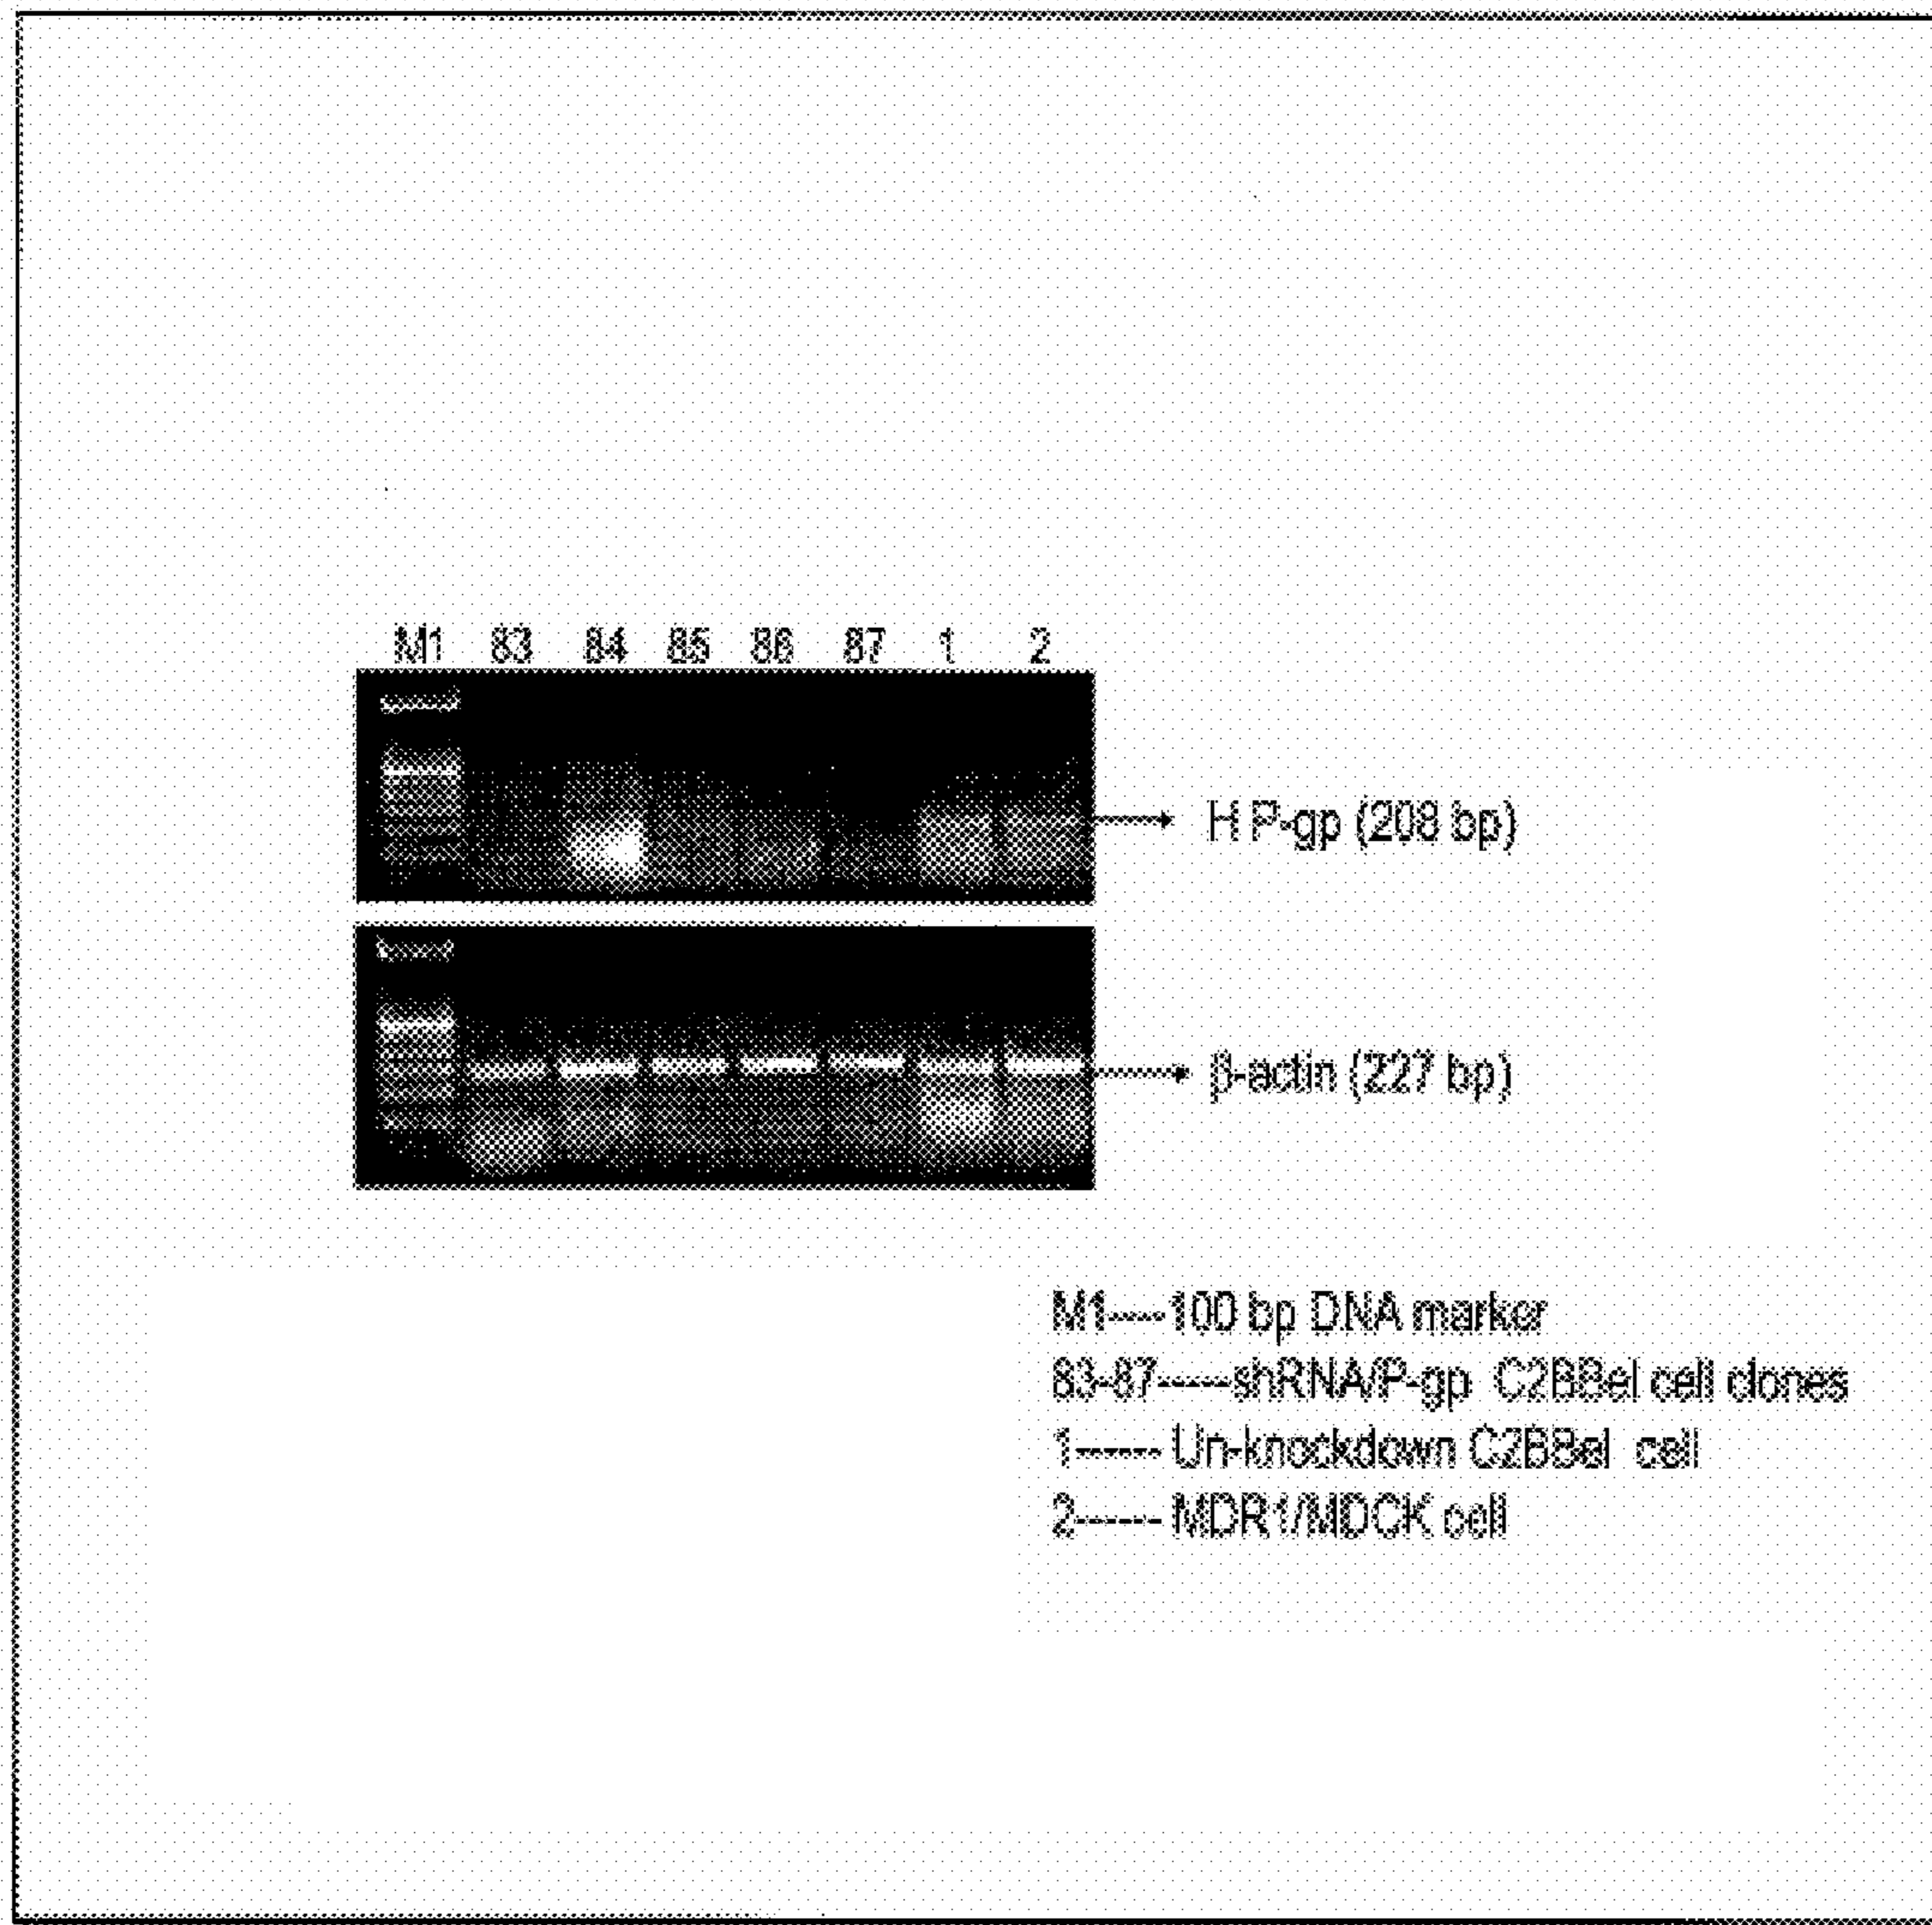 M1 83 84 85 86 87 1 2
H P-gp (208 bp)
β-actin (227 bp)
M1----100 bp DNA marker
83-87-----shRNA/P-gp C2BBel cell clones
1------ Un-knockdown C2BBel cell
2------ MDR1/MDCK cell